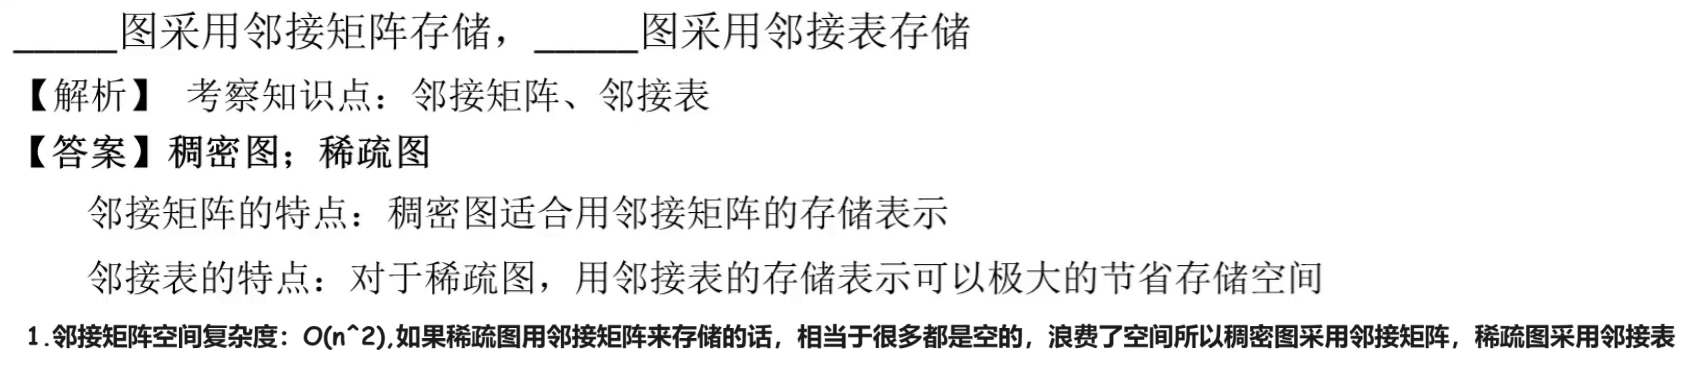 _____图采用邻接矩阵存储，_____图采用邻接表存储
【解析】 考察知识点：邻接矩阵、邻接表
【答案】稠密图；稀疏图
邻接矩阵的特点：稠密图适合用邻接矩阵的存储表示
邻接表的特点：对于稀疏图，用邻接表的存储表示可以极大的节省存储空间
1.邻接矩阵空间复杂度：O(n^2),如果稀疏图用邻接矩阵来存储的话，相当于很多都是空的，浪费了空间所以稠密图采用邻接矩阵，稀疏图采用邻接表